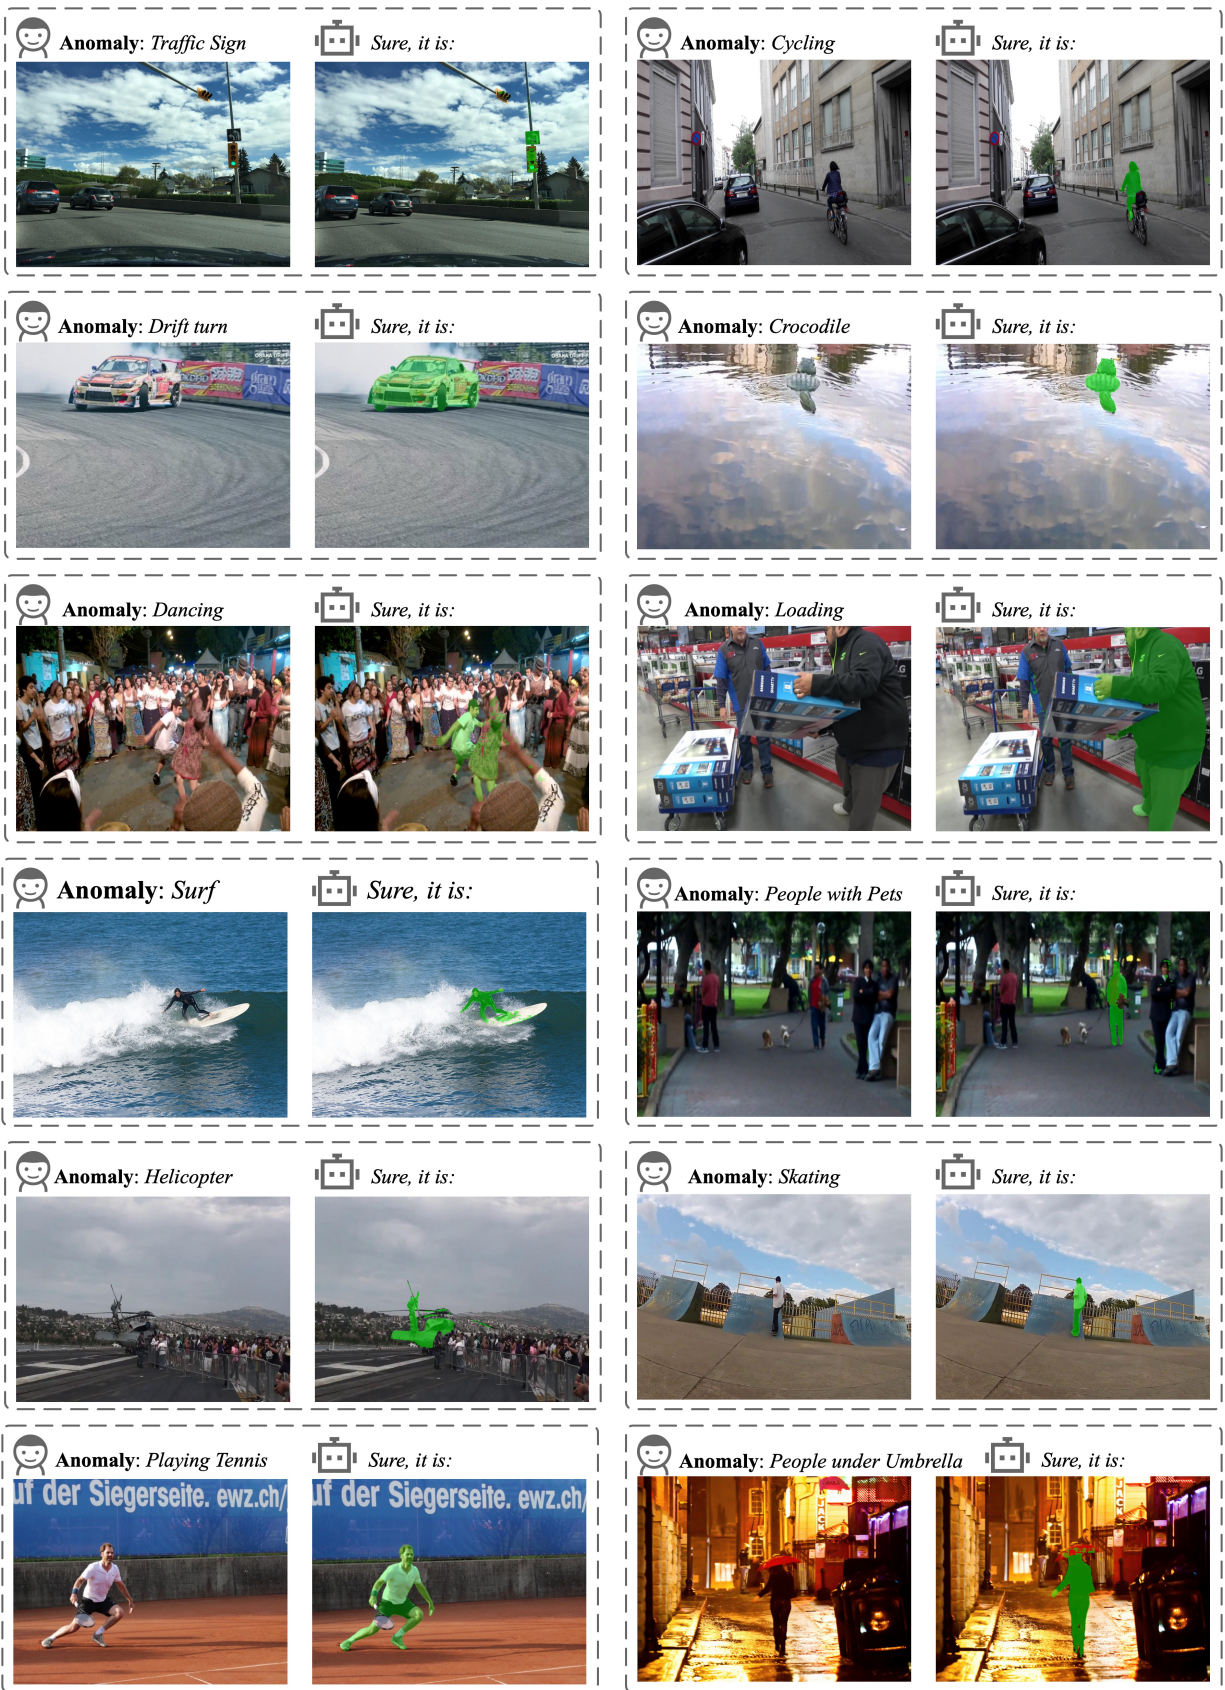 Anomaly: Traffic Sign
Sure, it is:
Anomaly: Cycling
Sure, it is:
Anomaly: Drift turn
Sure, it is:
Anomaly: Crocodile
Sure, it is:
Anomaly: Dancing
Sure, it is:
Anomaly: Loading
Sure, it is:
Anomaly: Surf
Sure, it is:
Anomaly: People with Pets
Sure, it is:
Anomaly: Helicopter
Sure, it is:
Anomaly: Skating
Sure, it is:
Anomaly: Playing Tennis
Sure, it is:
uf der Siegerseite. ewz.ch/
uf der Siegerseite. ewz.ch/
Anomaly: People under Umbrella
Sure, it is: